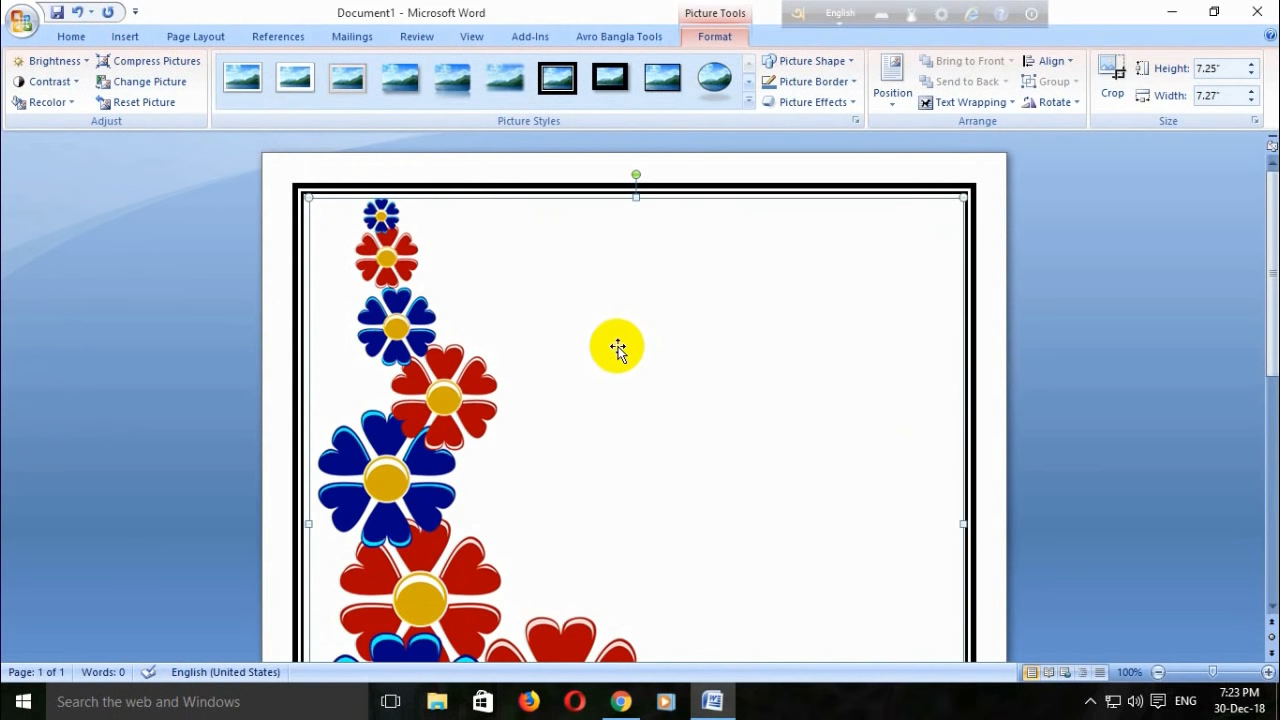 Document1 - Microsoft Word
Picture Tools
English
Home Insert Page Layout References Mailings Review View Add-Ins Avro Bangla Tools Format
Brightness Compress Pictures
Contrast Change Picture
Recolor Reset Picture
Adjust
Picture Shape
Picture Border
Picture Effects
Picture Styles
Position
Bring to Front Align
Send to Back Group
Text Wrapping Rotate
Arrange
Crop
Height: 7.25"
Width: 7.27"
Size
Page: 1 of 1 Words: 0 English (United States) 100%
Search the web and Windows
ENG
7:23 PM
30-Dec-18